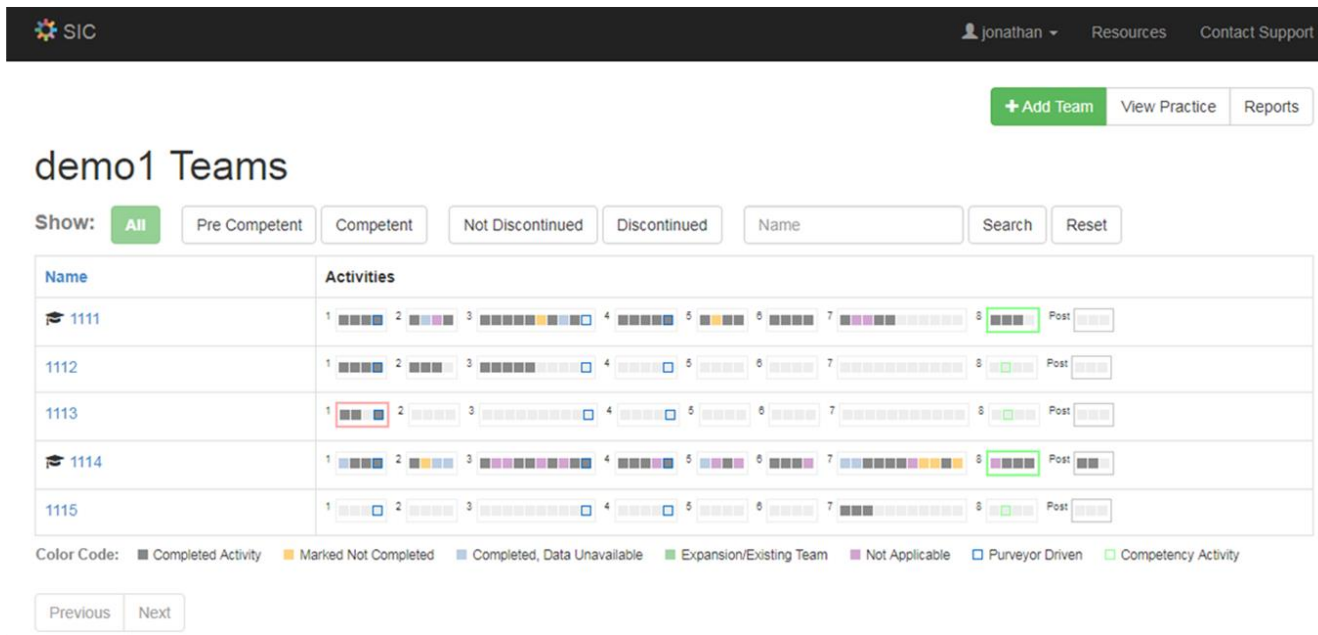 SIC jonathan Resources Contact Support
+ Add Team View Practice Reports
demo1 Teams
Show: All Pre Competent Competent Not Discontinued Discontinued Name Search Reset
Name Activities
1111 1 2 3 4 5 6 7 8 Post
1112 1 2 3 4 5 6 7 8 Post
1113 1 2 3 4 5 6 7 8 Post
1114 1 2 3 4 5 6 7 8 Post
1115 1 2 3 4 5 6 7 8 Post
Color Code: Completed Activity Marked Not Completed Completed, Data Unavailable Expansion/Existing Team Not Applicable Purveyor Driven Competency Activity
Previous Next